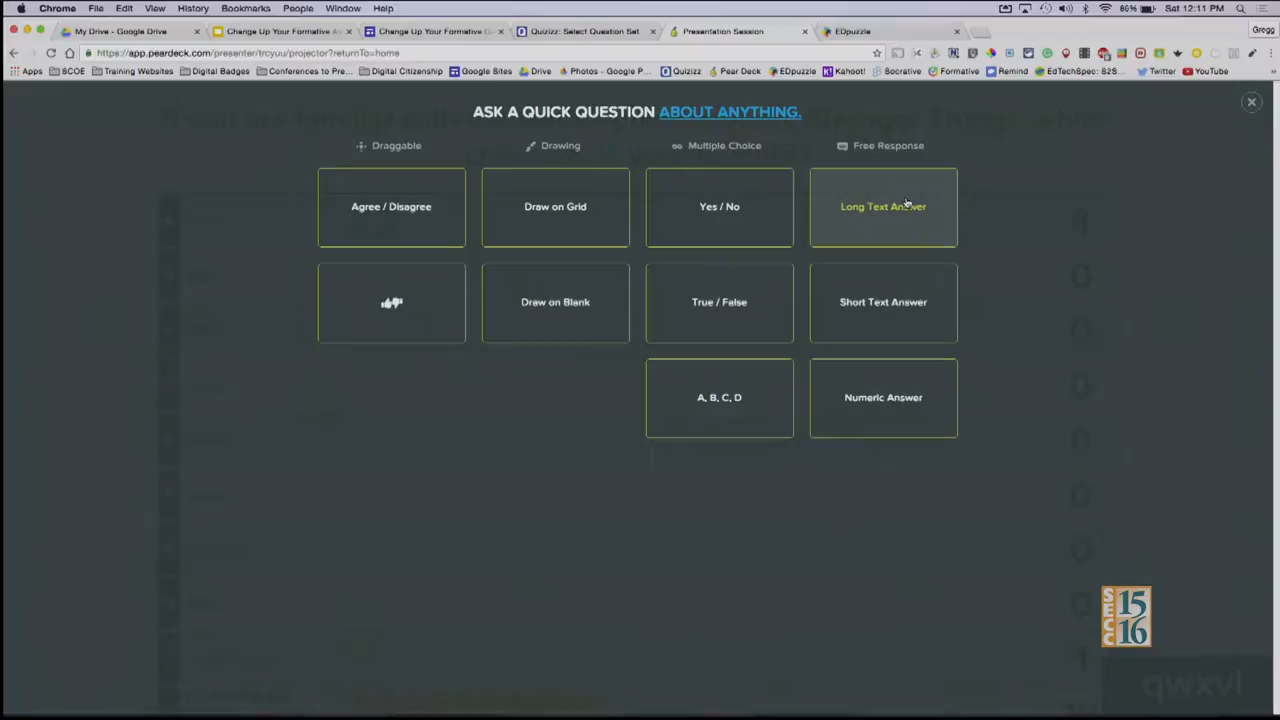 Chrome File Edit View History Bookmarks People Window Help 86% Sat 12:11 PM
My Drive - Google Drive Change Up Your Formative A Change Up Your Formative Quizizz: Select Question Set Presentation Session EDpuzzle Gregg
https://app.peardeck.com/presenter/trcyuu/projector?returnTo=home
Apps BCOE Training Websites Digital Badges Conferences to Pre... Digital Citizenship Google Sites Drive Photos - Google P... Quizizz Pear Deck EDpuzzle Kahoot! Socrative Formative Remind EdTechSpec: 828... Twitter YouTube
ASK A QUICK QUESTION ABOUT ANYTHING.
Draggable Drawing Multiple Choice Free Response
Agree / Disagree Draw on Grid Yes / No Long Text Answer
Draw on Blank True / False Short Text Answer
A, B, C, D Numeric Answer
SECC 15 16
qwxvl